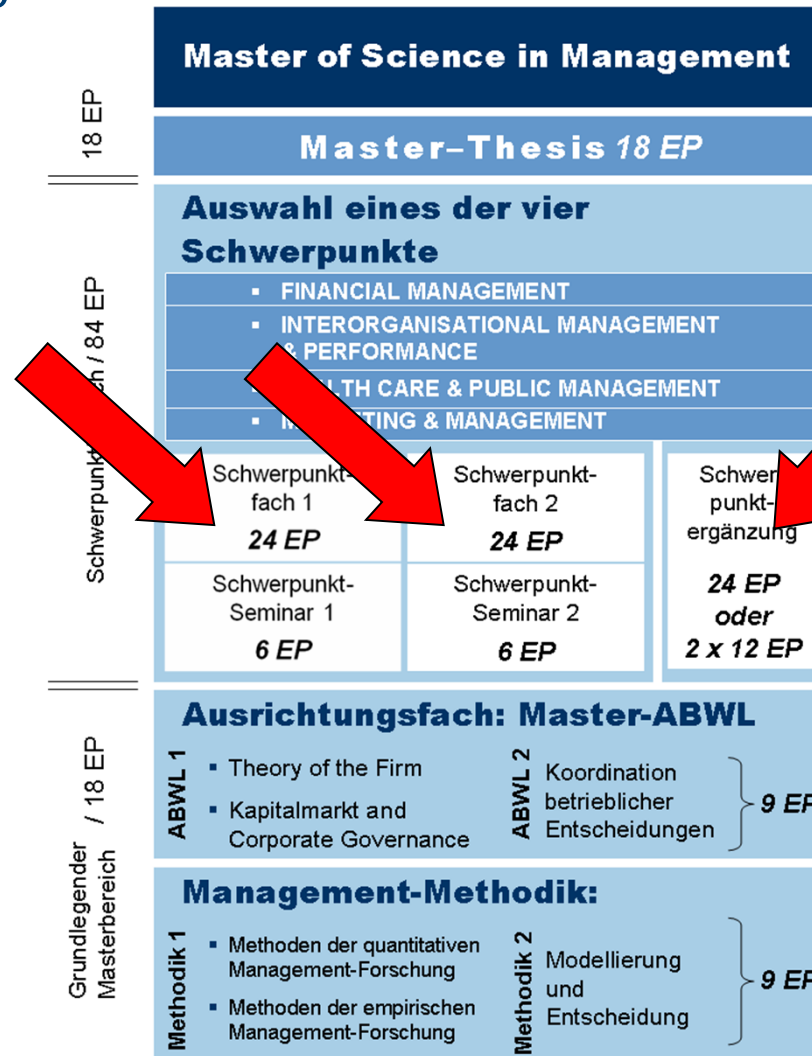 Master of Science in Management
18 EP
Master–Thesis 18 EP
Auswahl eines der vier
Schwerpunkte
▪ FINANCIAL MANAGEMENT
▪ INTERORGANISATIONAL MANAGEMENT
& PERFORMANCE
CARE & PUBLIC MANAGEMENT
▪ & MANAGEMENT
/ 84 EP
Schwerpunkt-
fach 1
24 EP
Schwerpunkt-
fach 2
24 EP
Schwerpunkt-
Seminar 1
6 EP
Schwerpunkt-
Seminar 2
6 EP
punkt-
ergänzung
24 EP
oder
2 x 12 EP
Grundlegender
Masterbereich / 18 EP
Ausrichtungsfach: Master-ABWL
ABWL 1
▪ Theory of the Firm
▪ Kapitalmarkt and
Corporate Governance
ABWL 2
Koordination
betrieblicher
Entscheidungen
9 EP
Management-Methodik:
Methodik 1
▪ Methoden der quantitativen
Management-Forschung
▪ Methoden der empirischen
Management-Forschung
Methodik 2
Modellierung
und
Entscheidung
9 EP